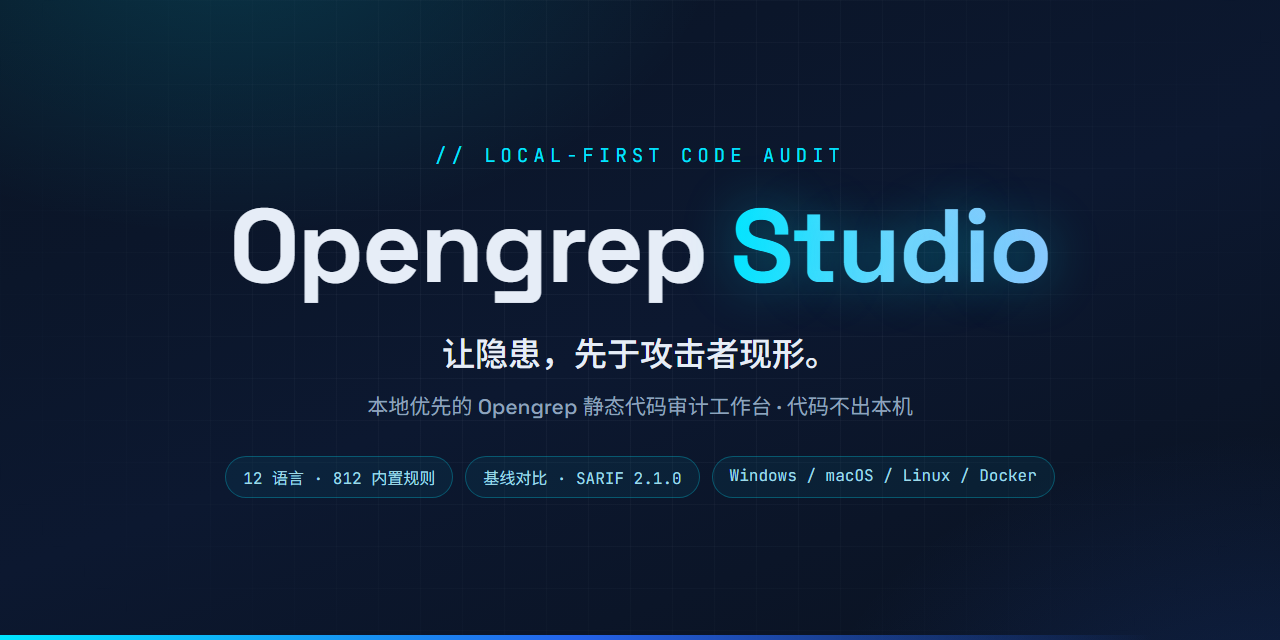 // LOCAL-FIRST CODE AUDIT
Opengrep Studio
让隐患，先于攻击者现形。
本地优先的 Opengrep 静态代码审计工作台 · 代码不出本机
12 语言 · 812 内置规则
基线对比 · SARIF 2.1.0
Windows / macOS / Linux / Docker